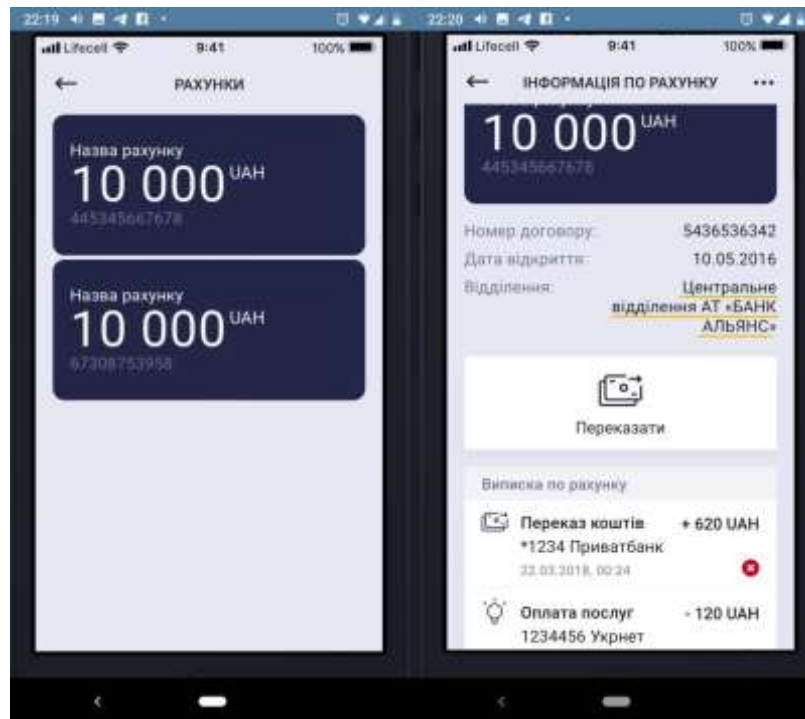 22:19
Lifecell 9:41 100%
РАХУНКИ
Назва рахунку
10 000 UAH
445345667678
Назва рахунку
10 000 UAH
67308753958
22:20
Lifecell 9:41 100%
ІНФОРМАЦІЯ ПО РАХУНКУ
10 000 UAH
445345667678
Номер договору: 5436536342
Дата відкриття: 10.05.2016
Відділення: Центральне
відділення АТ «БАНК
АЛЬЯНС»
Переказати
Виписка по рахунку
Переказ коштів + 620 UAH
*1234 Приватбанк
22.03.2018, 00:24
Оплата послуг - 120 UAH
1234456 Укрнет